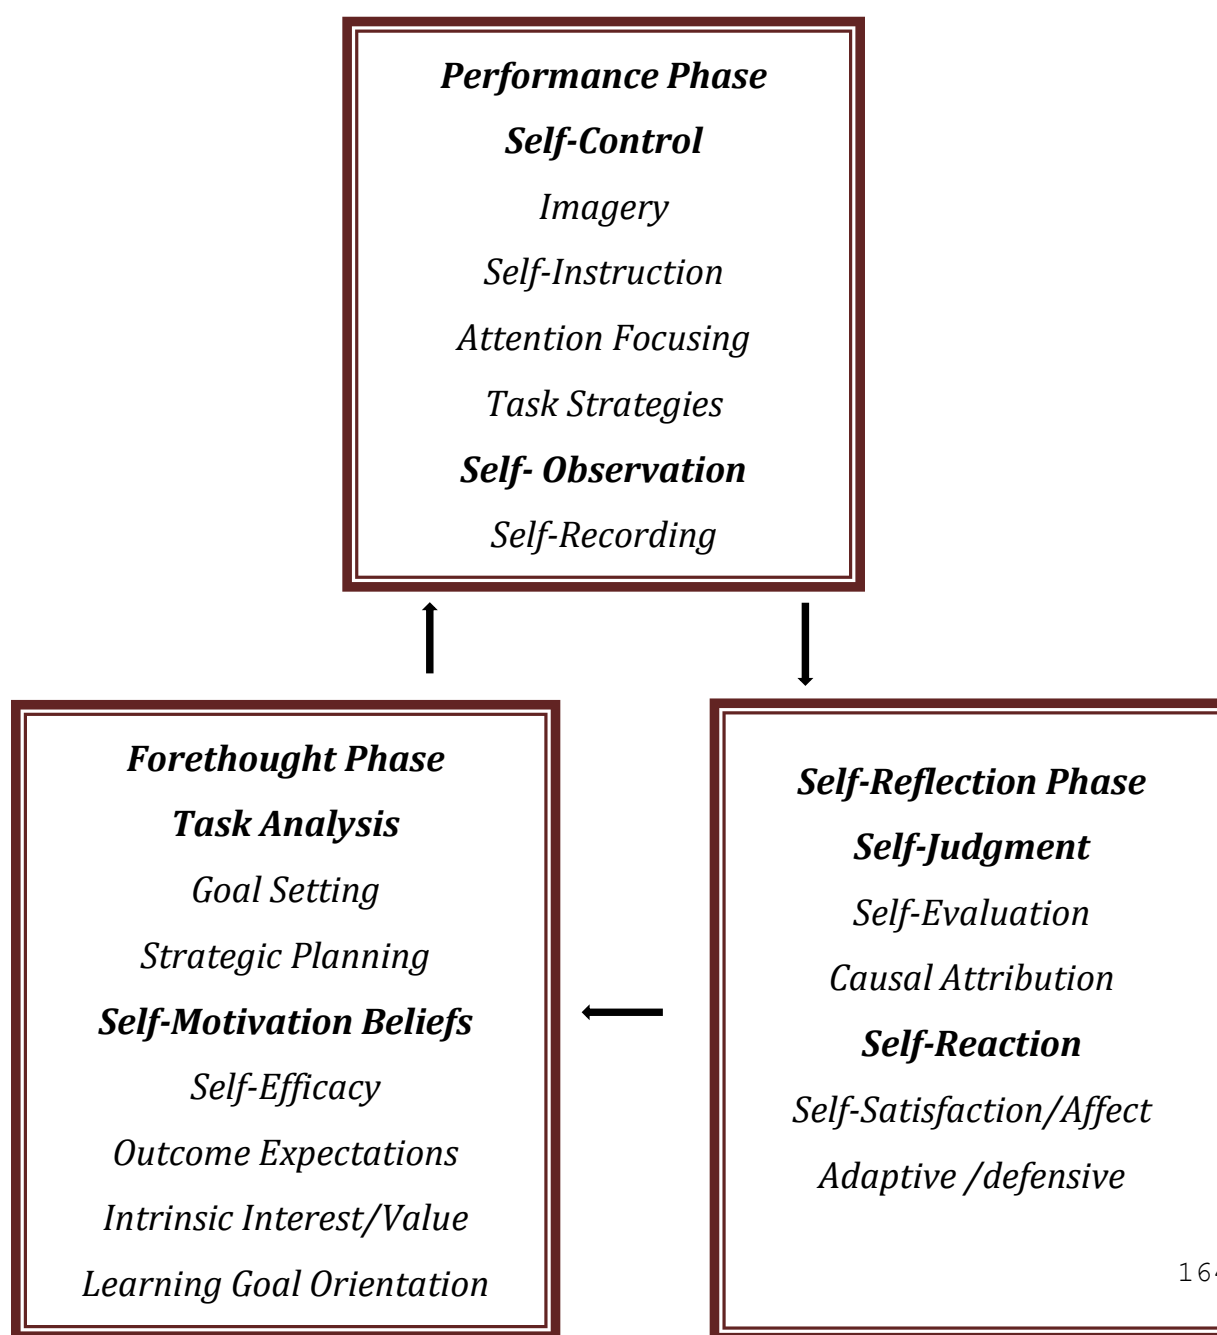 Performance Phase
Self-Control
Imagery
Self-Instruction
Attention Focusing
Task Strategies
Self- Observation
Self-Recording
Forethought Phase
Task Analysis
Goal Setting
Strategic Planning
Self-Motivation Beliefs
Self-Efficacy
Outcome Expectations
Intrinsic Interest/Value
Learning Goal Orientation
Self-Reflection Phase
Self-Judgment
Self-Evaluation
Causal Attribution
Self-Reaction
Self-Satisfaction/Affect
Adaptive /defensive
164